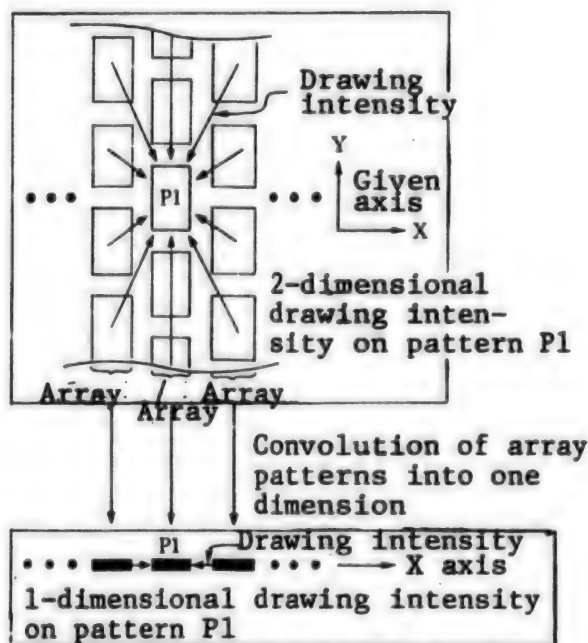 Drawing
intensity
Y
Given
axis
X
P1
2-dimensional
drawing inten-
sity on pattern P1
Array
Array
Array
Convolution of array
patterns into one
dimension
P1
Drawing intensity
X axis
1-dimensional drawing intensity
on pattern P1